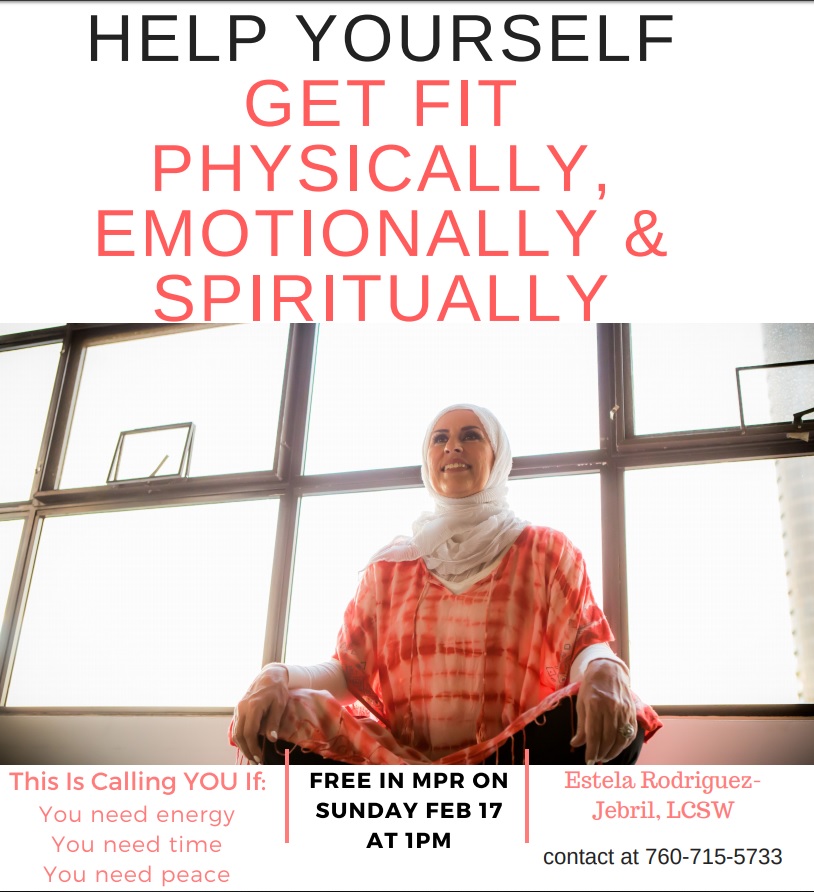 HELP YOURSELF
GET FIT
PHYSICALLY,
EMOTIONALLY &
SPIRITUALLY
This Is Calling YOU If:
You need energy
You need time
You need peace
FREE IN MPR ON
SUNDAY FEB 17
AT 1PM
Estela Rodriguez-
Jebril, LCSW
contact at 760-715-5733